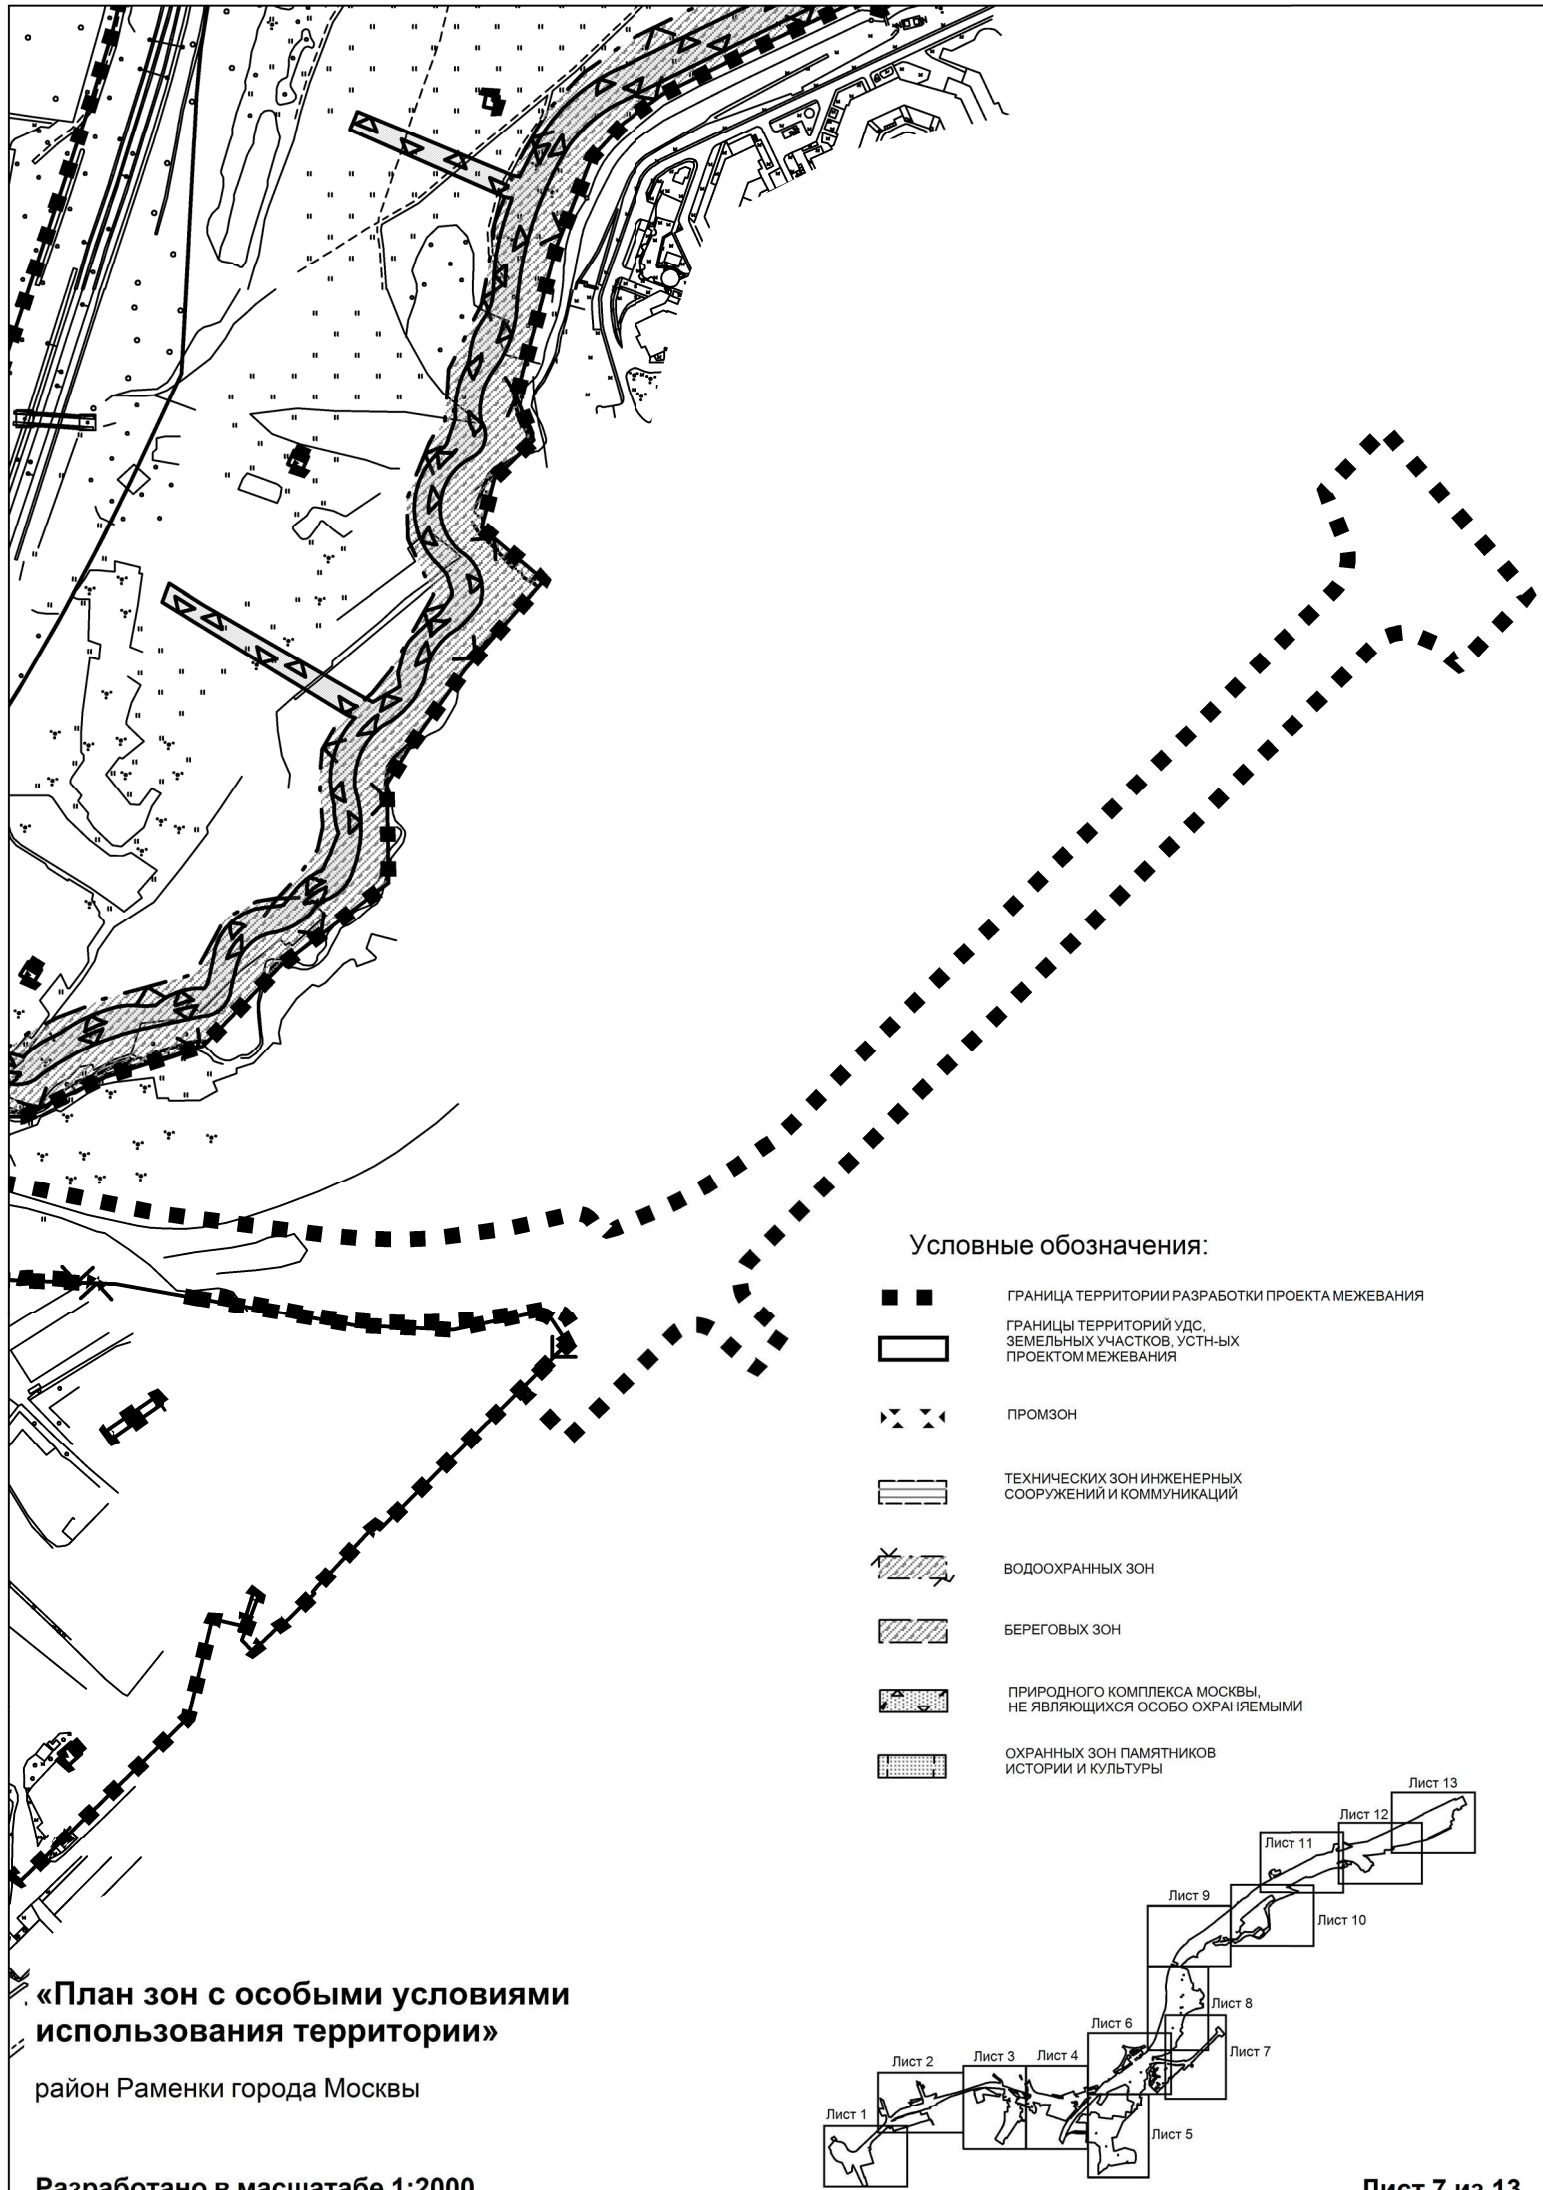 Условные обозначения:
ГРАНИЦА ТЕРРИТОРИИ РАЗРАБОТКИ ПРОЕКТА МЕЖЕВАНИЯ
ГРАНИЦЫ ТЕРРИТОРИЙ УДС,
ЗЕМЕЛЬНЫХ УЧАСТКОВ, УСТН-ЫХ
ПРОЕКТОМ МЕЖЕВАНИЯ
ПРОМЗОН
ТЕХНИЧЕСКИХ ЗОН ИНЖЕНЕРНЫХ
СООРУЖЕНИЙ И КОММУНИКАЦИЙ
ВОДООХРАННЫХ ЗОН
БЕРЕГОВЫХ ЗОН
ПРИРОДНОГО КОМПЛЕКСА МОСКВЫ,
НЕ ЯВЛЯЮЩИХСЯ ОСОБО ОХРАНЯЕМЫМИ
ОХРАННЫХ ЗОН ПАМЯТНИКОВ
ИСТОРИИ И КУЛЬТУРЫ
Лист 13
Лист 12
Лист 11
Лист 9
Лист 10
Лист 8
Лист 6
Лист 7
Лист 2
Лист 3
Лист 4
Лист 1
Лист 5
«План зон с особыми условиями
использования территории»
район Раменки города Москвы
Разработано в масштабе 1:2000
Лист 7 из 13